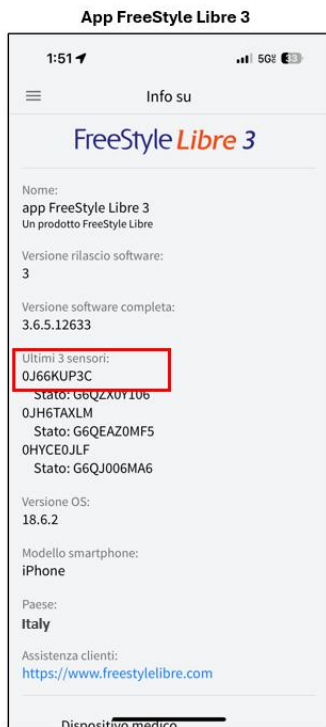 App FreeStyle Libre 3
1:51 5G 33
Info su
FreeStyle Libre 3
Nome:
app FreeStyle Libre 3
Un prodotto FreeStyle Libre
Versione rilascio software:
3
Versione software completa:
3.6.5.12633
Ultimi 3 sensori:
0J66KUP3C
Stato: G6QZX0Y106
0JH6TAXLM
Stato: G6QEAZ0MF5
0HYCE0JLF
Stato: G6QJ006MA6
Versione OS:
18.6.2
Modello smartphone:
iPhone
Paese:
Italy
Assistenza clienti:
https://www.freestylelibre.com
Dispositivo medico